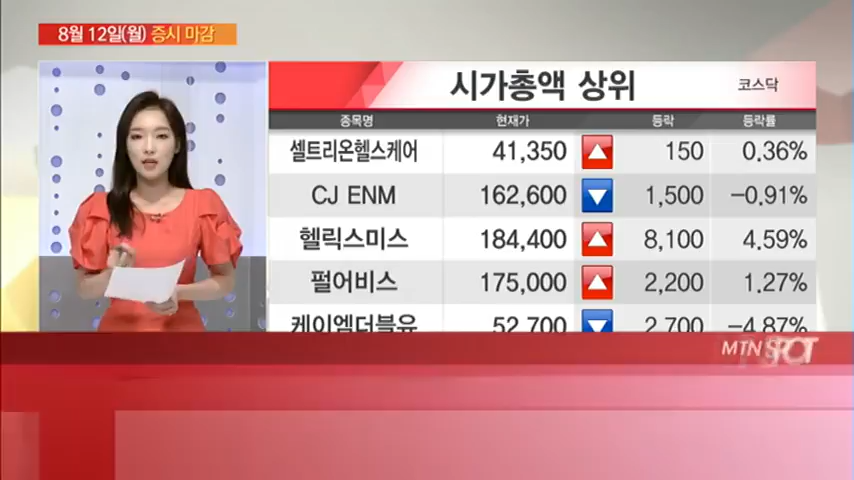 8월 12일(월) 증시 마감
시가총액 상위 코스닥
종목명 현재가 등락 등락률
셀트리온헬스케어 41,350 ▲ 150 0.36%
CJ ENM 162,600 ▼ 1,500 -0.91%
헬릭스미스 184,400 ▲ 8,100 4.59%
펄어비스 175,000 ▲ 2,200 1.27%
케이엠더블유 52,700 ▼ 2,700 -4.87%
MTN